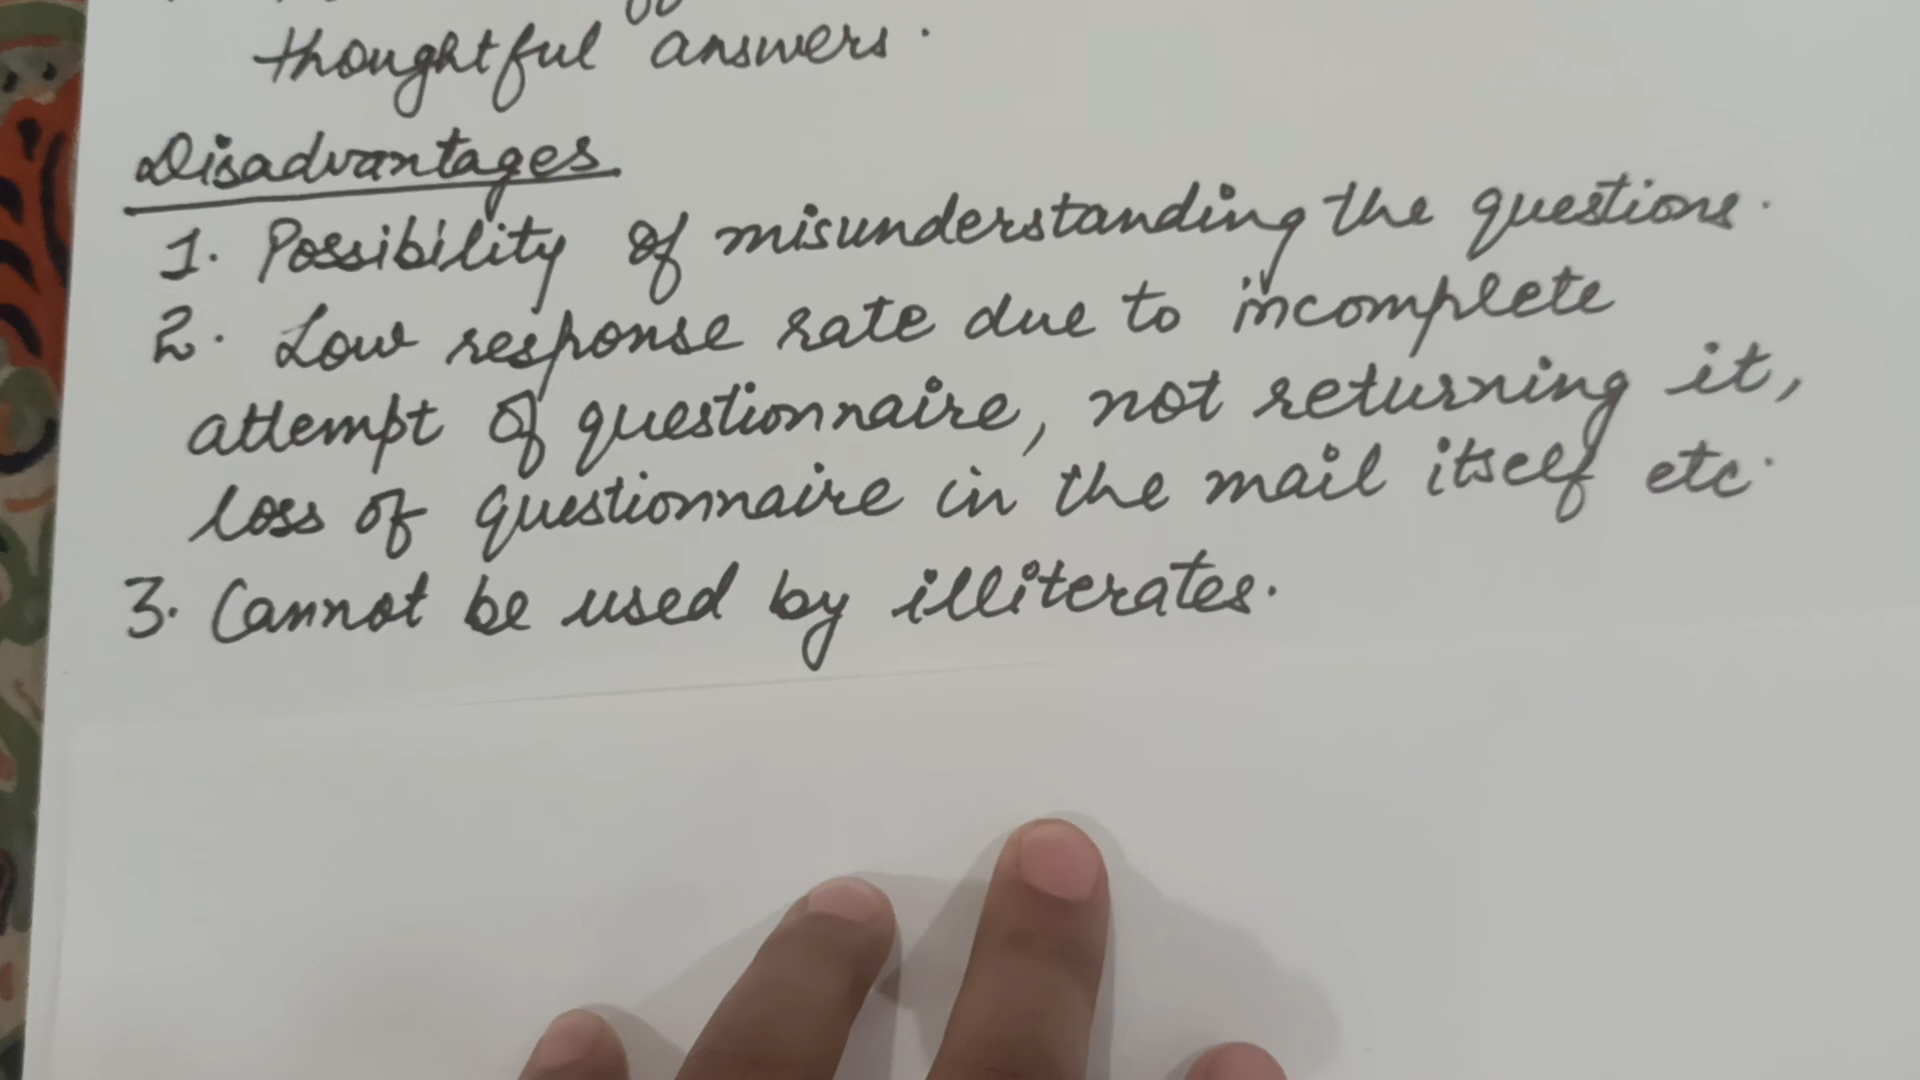 thoughtful answers.
Disadvantages
1. Possibility of misunderstanding the questions.
2. Low response rate due to incomplete
attempt of questionnaire, not returning it,
loss of questionnaire in the mail itself etc.
3. Cannot be used by illiterates.